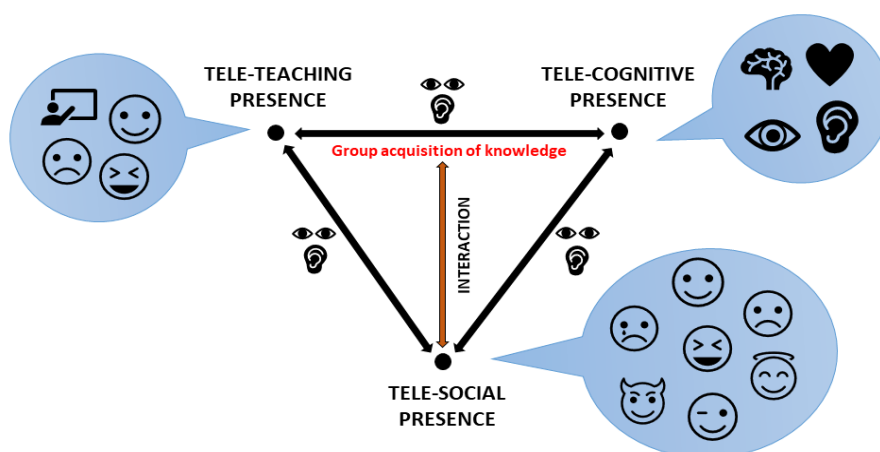 TELE-TEACHING
PRESENCE
TELE-COGNITIVE
PRESENCE
Group acquisition of knowledge
INTERACTION
TELE-SOCIAL
PRESENCE